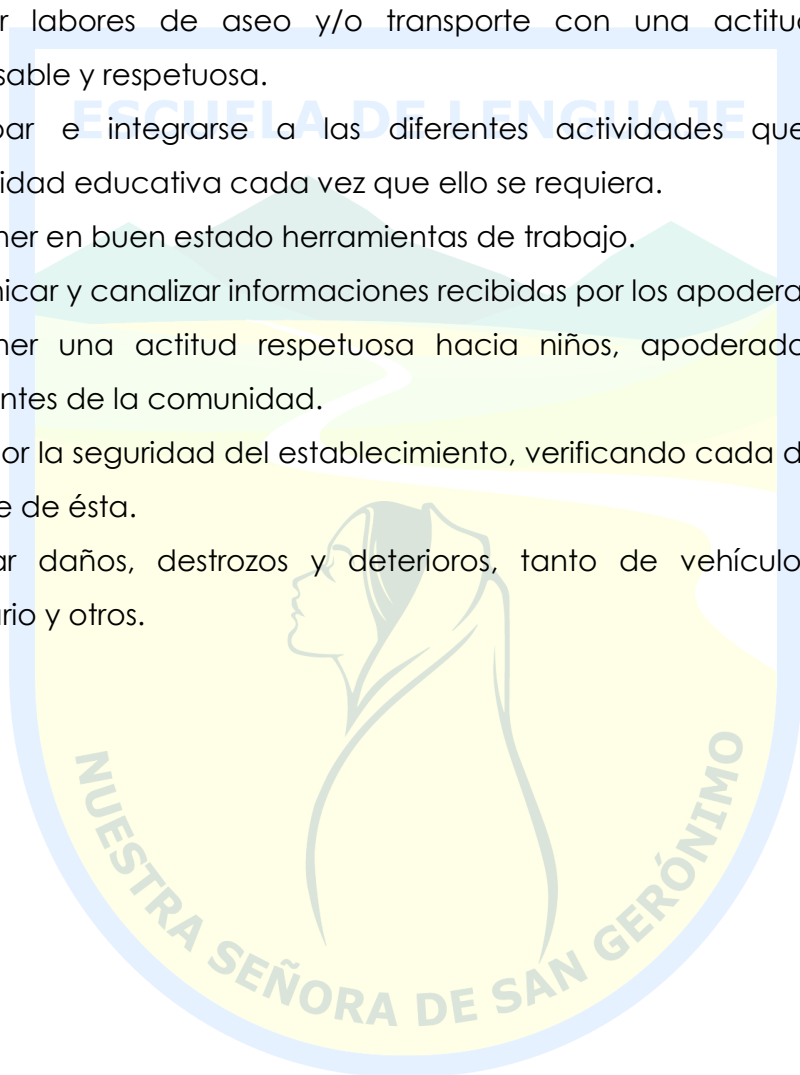 r labores de aseo y/o transporte con una actitud
sable y respetuosa.
ESCUELA DE LENGUAJE
par e integrarse a las diferentes actividades que
idad educativa cada vez que ello se requiera.
ner en buen estado herramientas de trabajo.
nicar y canalizar informaciones recibidas por los apodera
ner una actitud respetuosa hacia niños, apoderado
ntes de la comunidad.
or la seguridad del establecimiento, verificando cada d
e de ésta.
ar daños, destrozos y deterioros, tanto de vehículo
rio y otros.
NUESTRA SEÑORA DE SAN GERÓNIMO